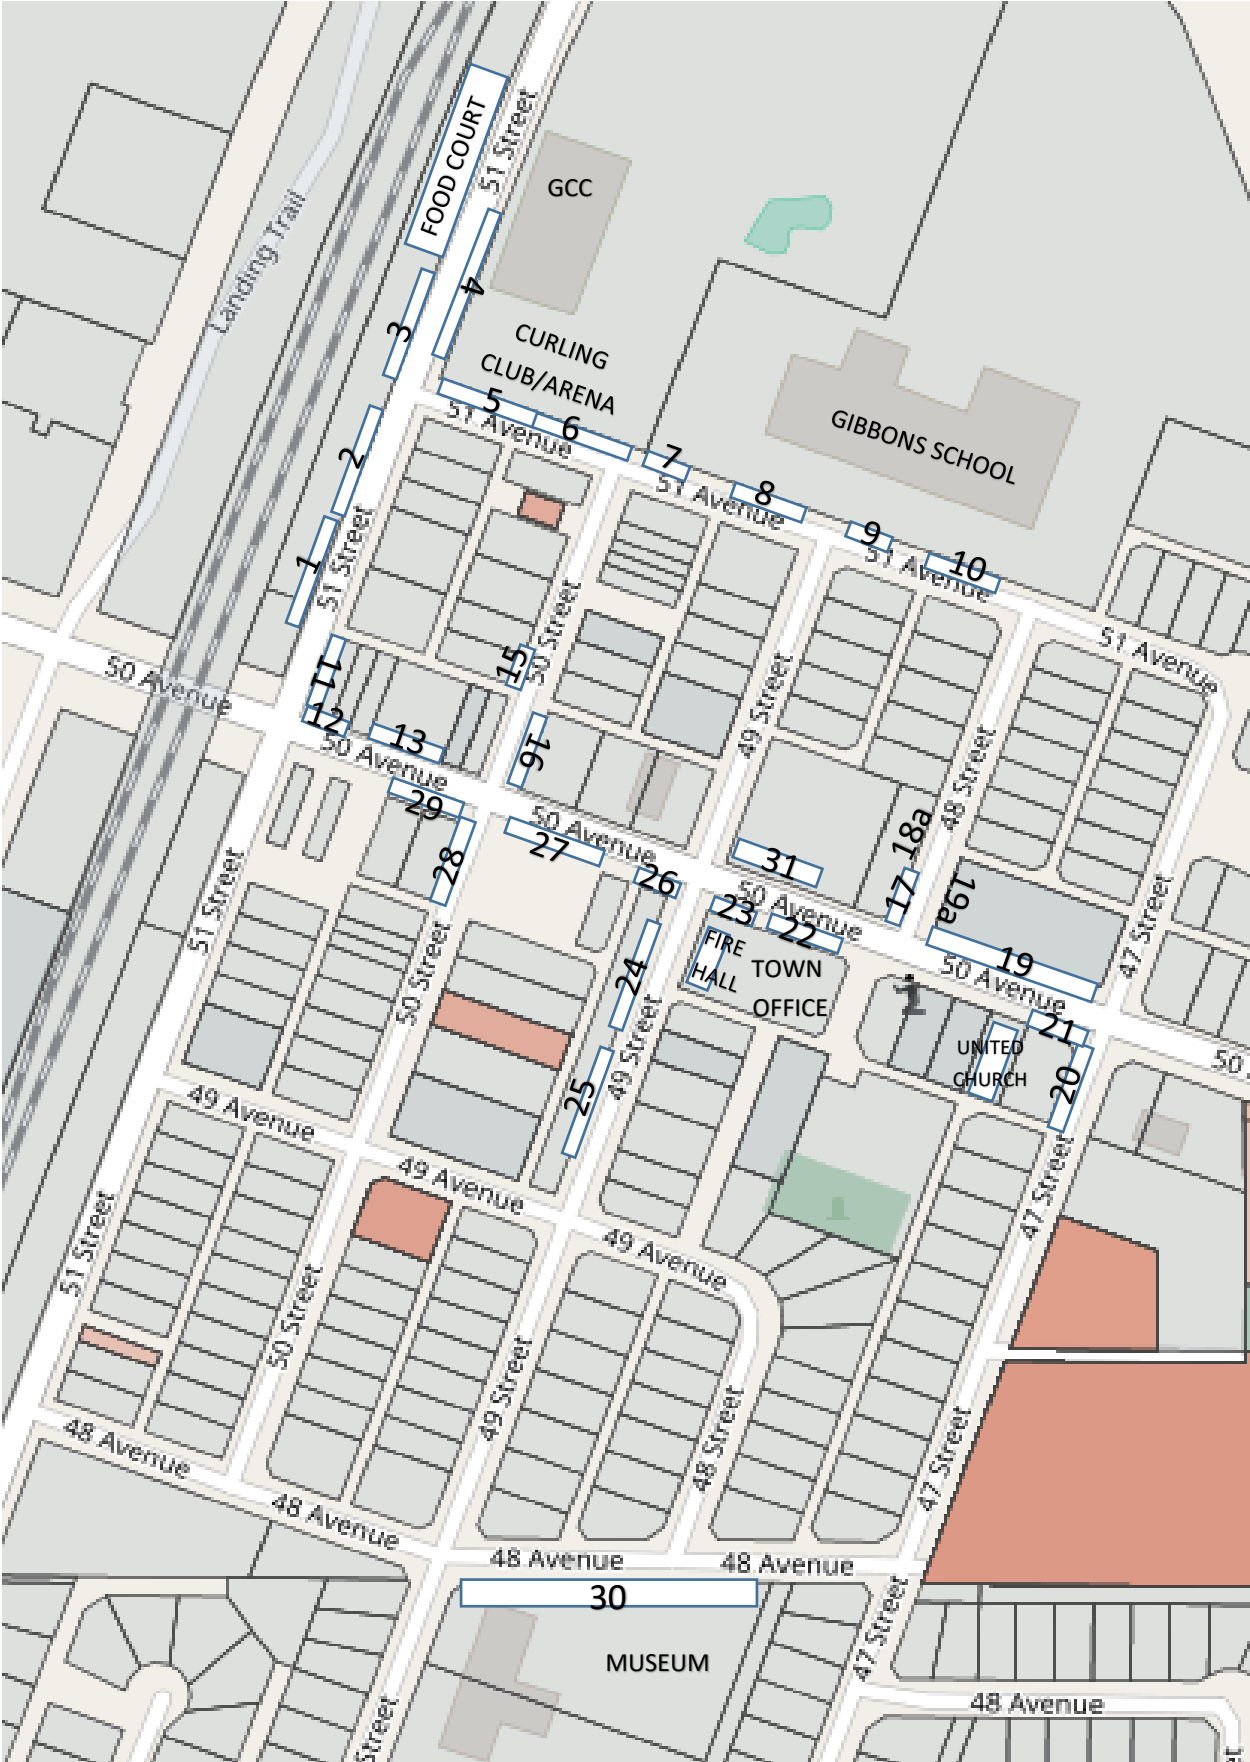 FOOD COURT
51 Street
GCC
Landing Trail
4
3
CURLING
CLUB/ARENA
5
6
51 Avenue
GIBBONS SCHOOL
7
2
8
51 Avenue
9
10
51 Avenue
1
51 Street
50 Street
15
51 Avenue
11
50 Avenue
12
13
50 Avenue
16
49 Street
48 Street
29
50 Avenue
27
18a
28
26
31
17
19a
50 Avenue
23
22
FIRE
HALL
TOWN
OFFICE
51 Street
50 Street
24
19
50 Avenue
47 Street
21
UNITED
CHURCH
20
50
25
49 Street
49 Avenue
49 Avenue
49 Avenue
47 Street
51 Street
50 Street
49 Street
48 Street
47 Street
48 Avenue
48 Avenue
48 Avenue
48 Avenue
30
MUSEUM
47 Street
48 Avenue
Street